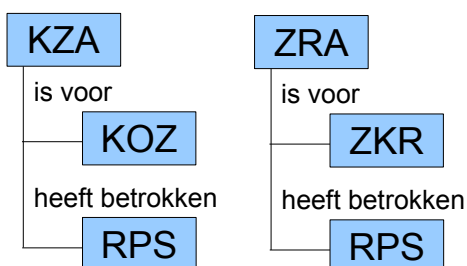 KZA
is voor
KOZ
heeft betrokken
RPS
ZRA
is voor
ZKR
heeft betrokken
RPS